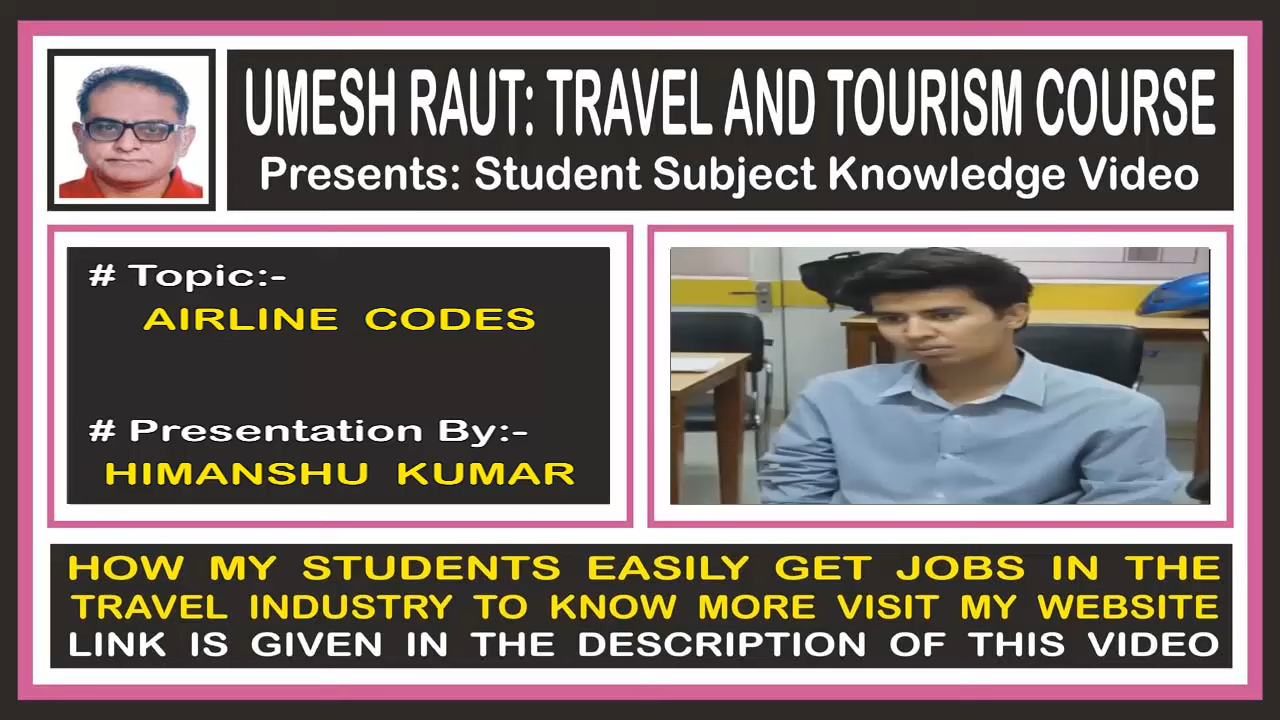 UMESH RAUT: TRAVEL AND TOURISM COURSE
Presents: Student Subject Knowledge Video
# Topic:-
AIRLINE CODES
# Presentation By:-
HIMANSHU KUMAR
HOW MY STUDENTS EASILY GET JOBS IN THE
TRAVEL INDUSTRY TO KNOW MORE VISIT MY WEBSITE
LINK IS GIVEN IN THE DESCRIPTION OF THIS VIDEO